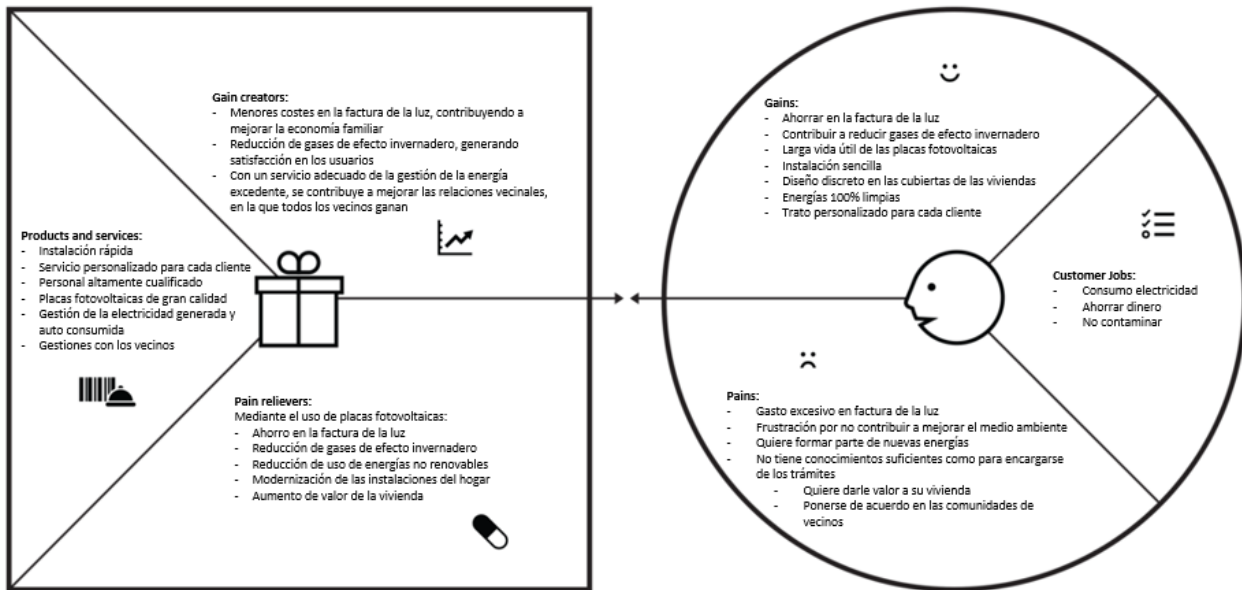 Gain creators:
- Menores costes en la factura de la luz, contribuyendo a
mejorar la economía familiar
- Reducción de gases de efecto invernadero, generando
satisfacción en los usuarios
- Con un servicio adecuado de la gestión de la energía
excedente, se contribuye a mejorar las relaciones vecinales,
en la que todos los vecinos ganan
Products and services:
- Instalación rápida
- Servicio personalizado para cada cliente
- Personal altamente cualificado
- Placas fotovoltaicas de gran calidad
- Gestión de la electricidad generada y
auto consumida
- Gestiones con los vecinos
Pain relievers:
Mediante el uso de placas fotovoltaicas:
- Ahorro en la factura de la luz
- Reducción de gases de efecto invernadero
- Reducción de uso de energías no renovables
- Modernización de las instalaciones del hogar
- Aumento de valor de la vivienda
Gains:
- Ahorrar en la factura de la luz
- Contribuir a reducir gases de efecto invernadero
- Larga vida útil de las placas fotovoltaicas
- Instalación sencilla
- Diseño discreto en las cubiertas de las viviendas
- Energías 100% limpias
- Trato personalizado para cada cliente
Customer Jobs:
- Consumo electricidad
- Ahorrar dinero
- No contaminar
Pains:
- Gasto excesivo en factura de la luz
- Frustración por no contribuir a mejorar el medio ambiente
- Quiere formar parte de nuevas energías
- No tiene conocimientos suficientes como para encargarse
de los trámites
- Quiere darle valor a su vivienda
- Ponerse de acuerdo en las comunidades de
vecinos